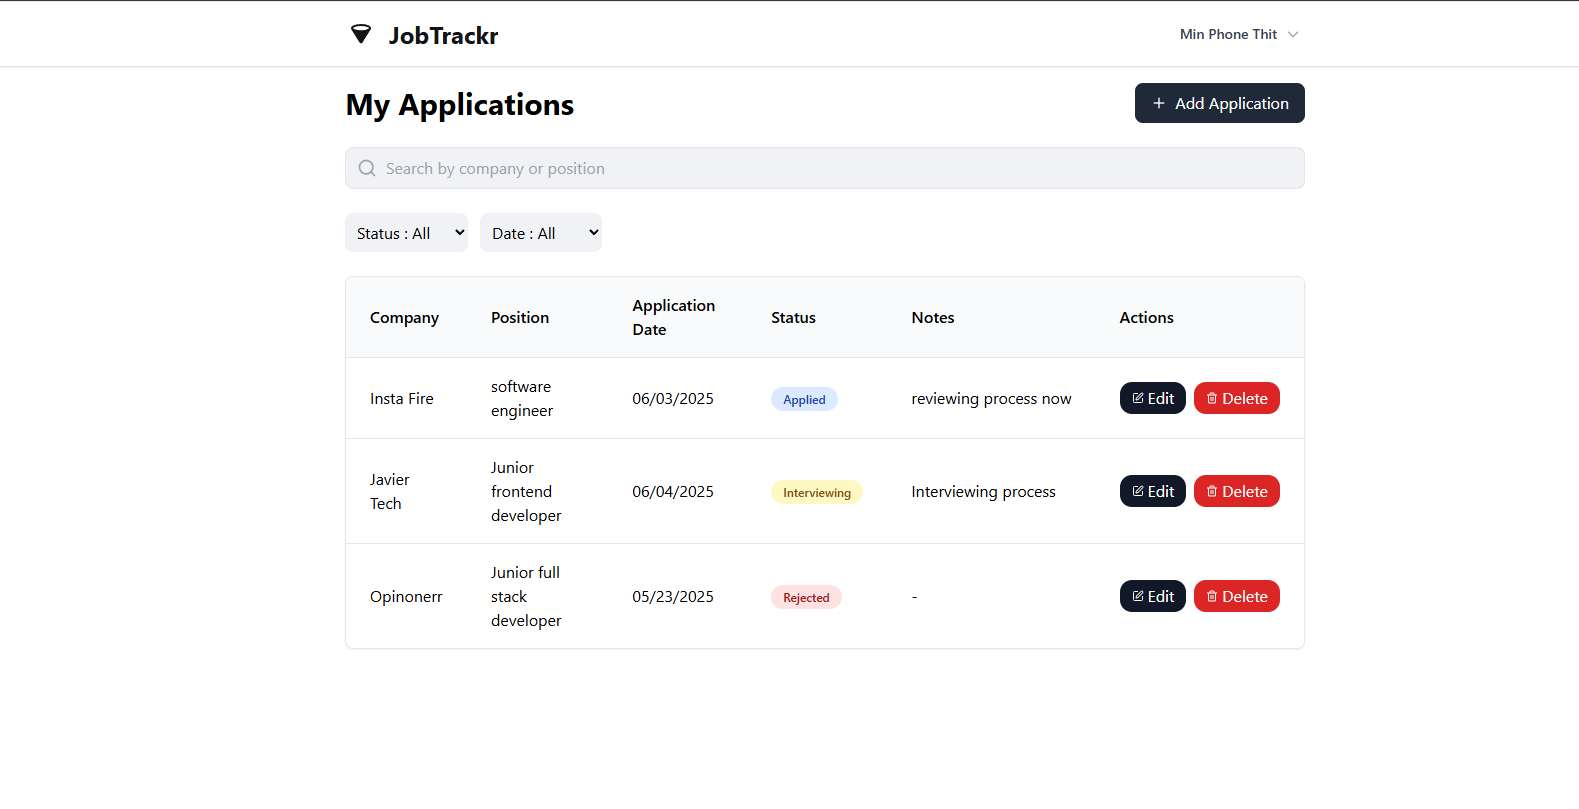 JobTrackr
Min Phone Thit
My Applications
Add Application
Search by company or position
Status : All
Date : All
Company Position Application Date Status Notes Actions
Insta Fire software engineer 06/03/2025 Applied reviewing process now Edit Delete
Javier Tech Junior frontend developer 06/04/2025 Interviewing Interviewing process Edit Delete
Opinonerr Junior full stack developer 05/23/2025 Rejected - Edit Delete